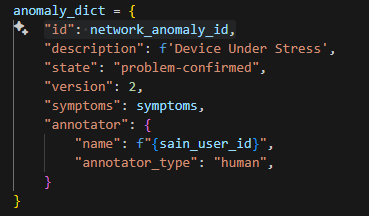 anomaly_dict = {
    "id": network_anomaly_id,
    "description": f'Device Under Stress',
    "state": "problem-confirmed",
    "version": 2,
    "symptoms": symptoms,
    "annotator": {
        "name": f"{sain_user_id}",
        "annotator_type": "human",
    }
}